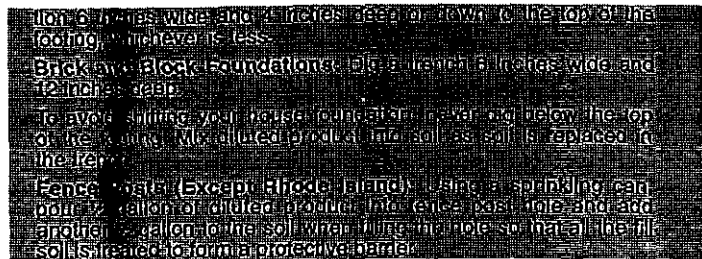 tion 6 inches wide and 4 inches deep or down to the top of the
footing, whichever is less.
Brick and Block Foundations: Dig a trench 6 inches wide and
12 inches deep.
To avoid shifting your house foundation, never dig below the top
of the footing. Mix diluted product into soil as soil is replaced in
the trench.
Fence Posts (Except Rhode Island): Using a sprinkling can,
pour 1/2 gallon of diluted product into fence post hole and add
another gallon to the soil when filling the hole so that all the fill
soil is treated to form a protective barrier.